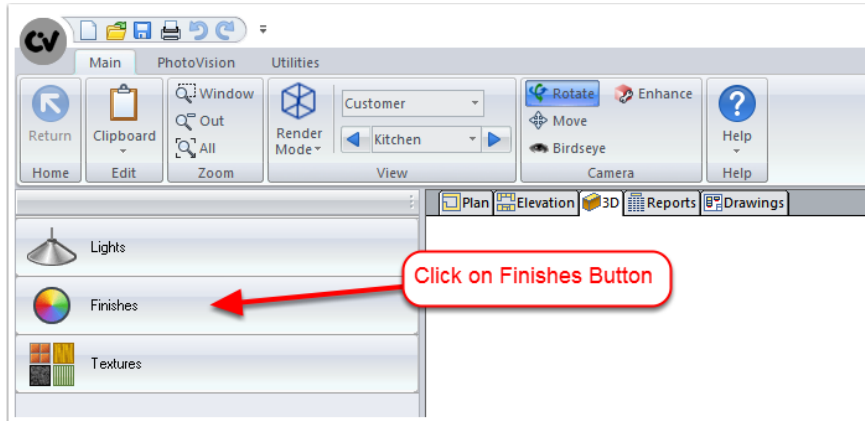 CV
Main PhotoVision Utilities
Return
Clipboard
Window
Out
All
Render
Mode
Customer
Kitchen
Rotate Enhance
Move
Birdseye
Help
Home Edit Zoom View Camera Help
Plan Elevation 3D Reports Drawings
Lights
Click on Finishes Button
Finishes
Textures